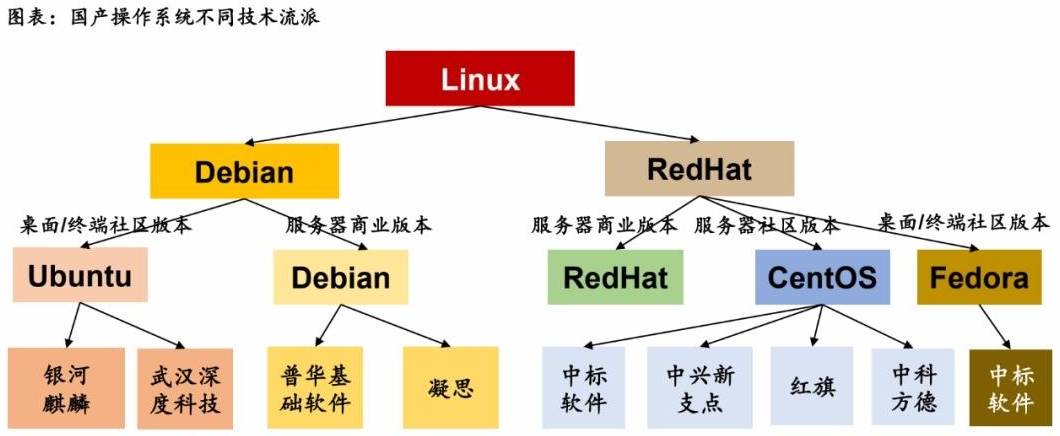 图表：国产操作系统不同技术流派
Linux
Debian
RedHat
桌面/终端社区版本
服务器商业版本
服务器商业版本
服务器社区版本
桌面/终端社区版本
Ubuntu
Debian
RedHat
CentOS
Fedora
银河
麒麟
武汉深
度科技
普华基
础软件
凝思
中标
软件
中兴新
支点
红旗
中科
方德
中标
软件